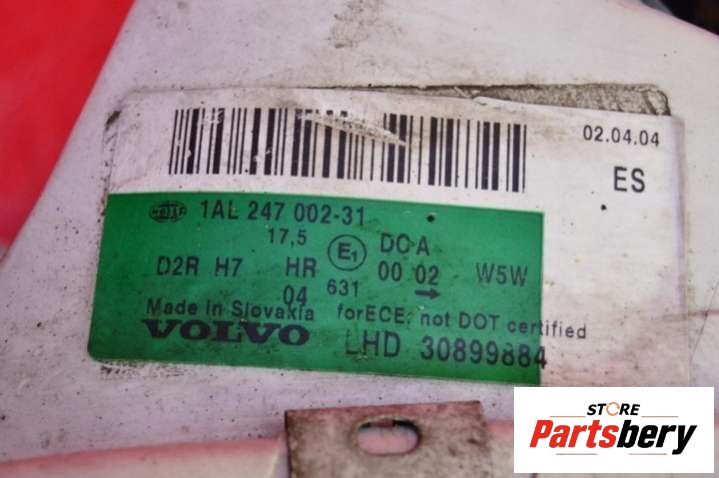 02.04.04
ES
HELLA 1AL 247 002-31
17,5 E1 DC A
D2R H7 HR 00 02 W5W
04 631 →
Made in Slovakia forECE; not DOT certified
VOLVO LHD 30899884
STORE
Partsbery